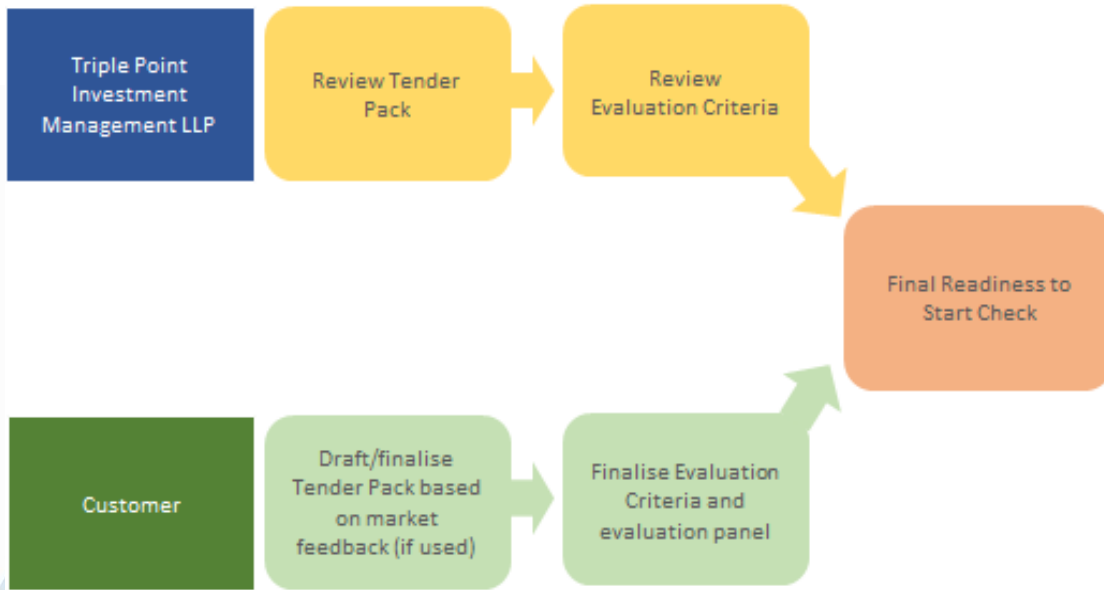 Triple Point
Investment
Management LLP
Review Tender
Pack
Review
Evaluation Criteria
Final Readiness to
Start Check
Customer
Draft/finalise
Tender Pack based
on market
feedback (if used)
Finalise Evaluation
Criteria and
evaluation panel